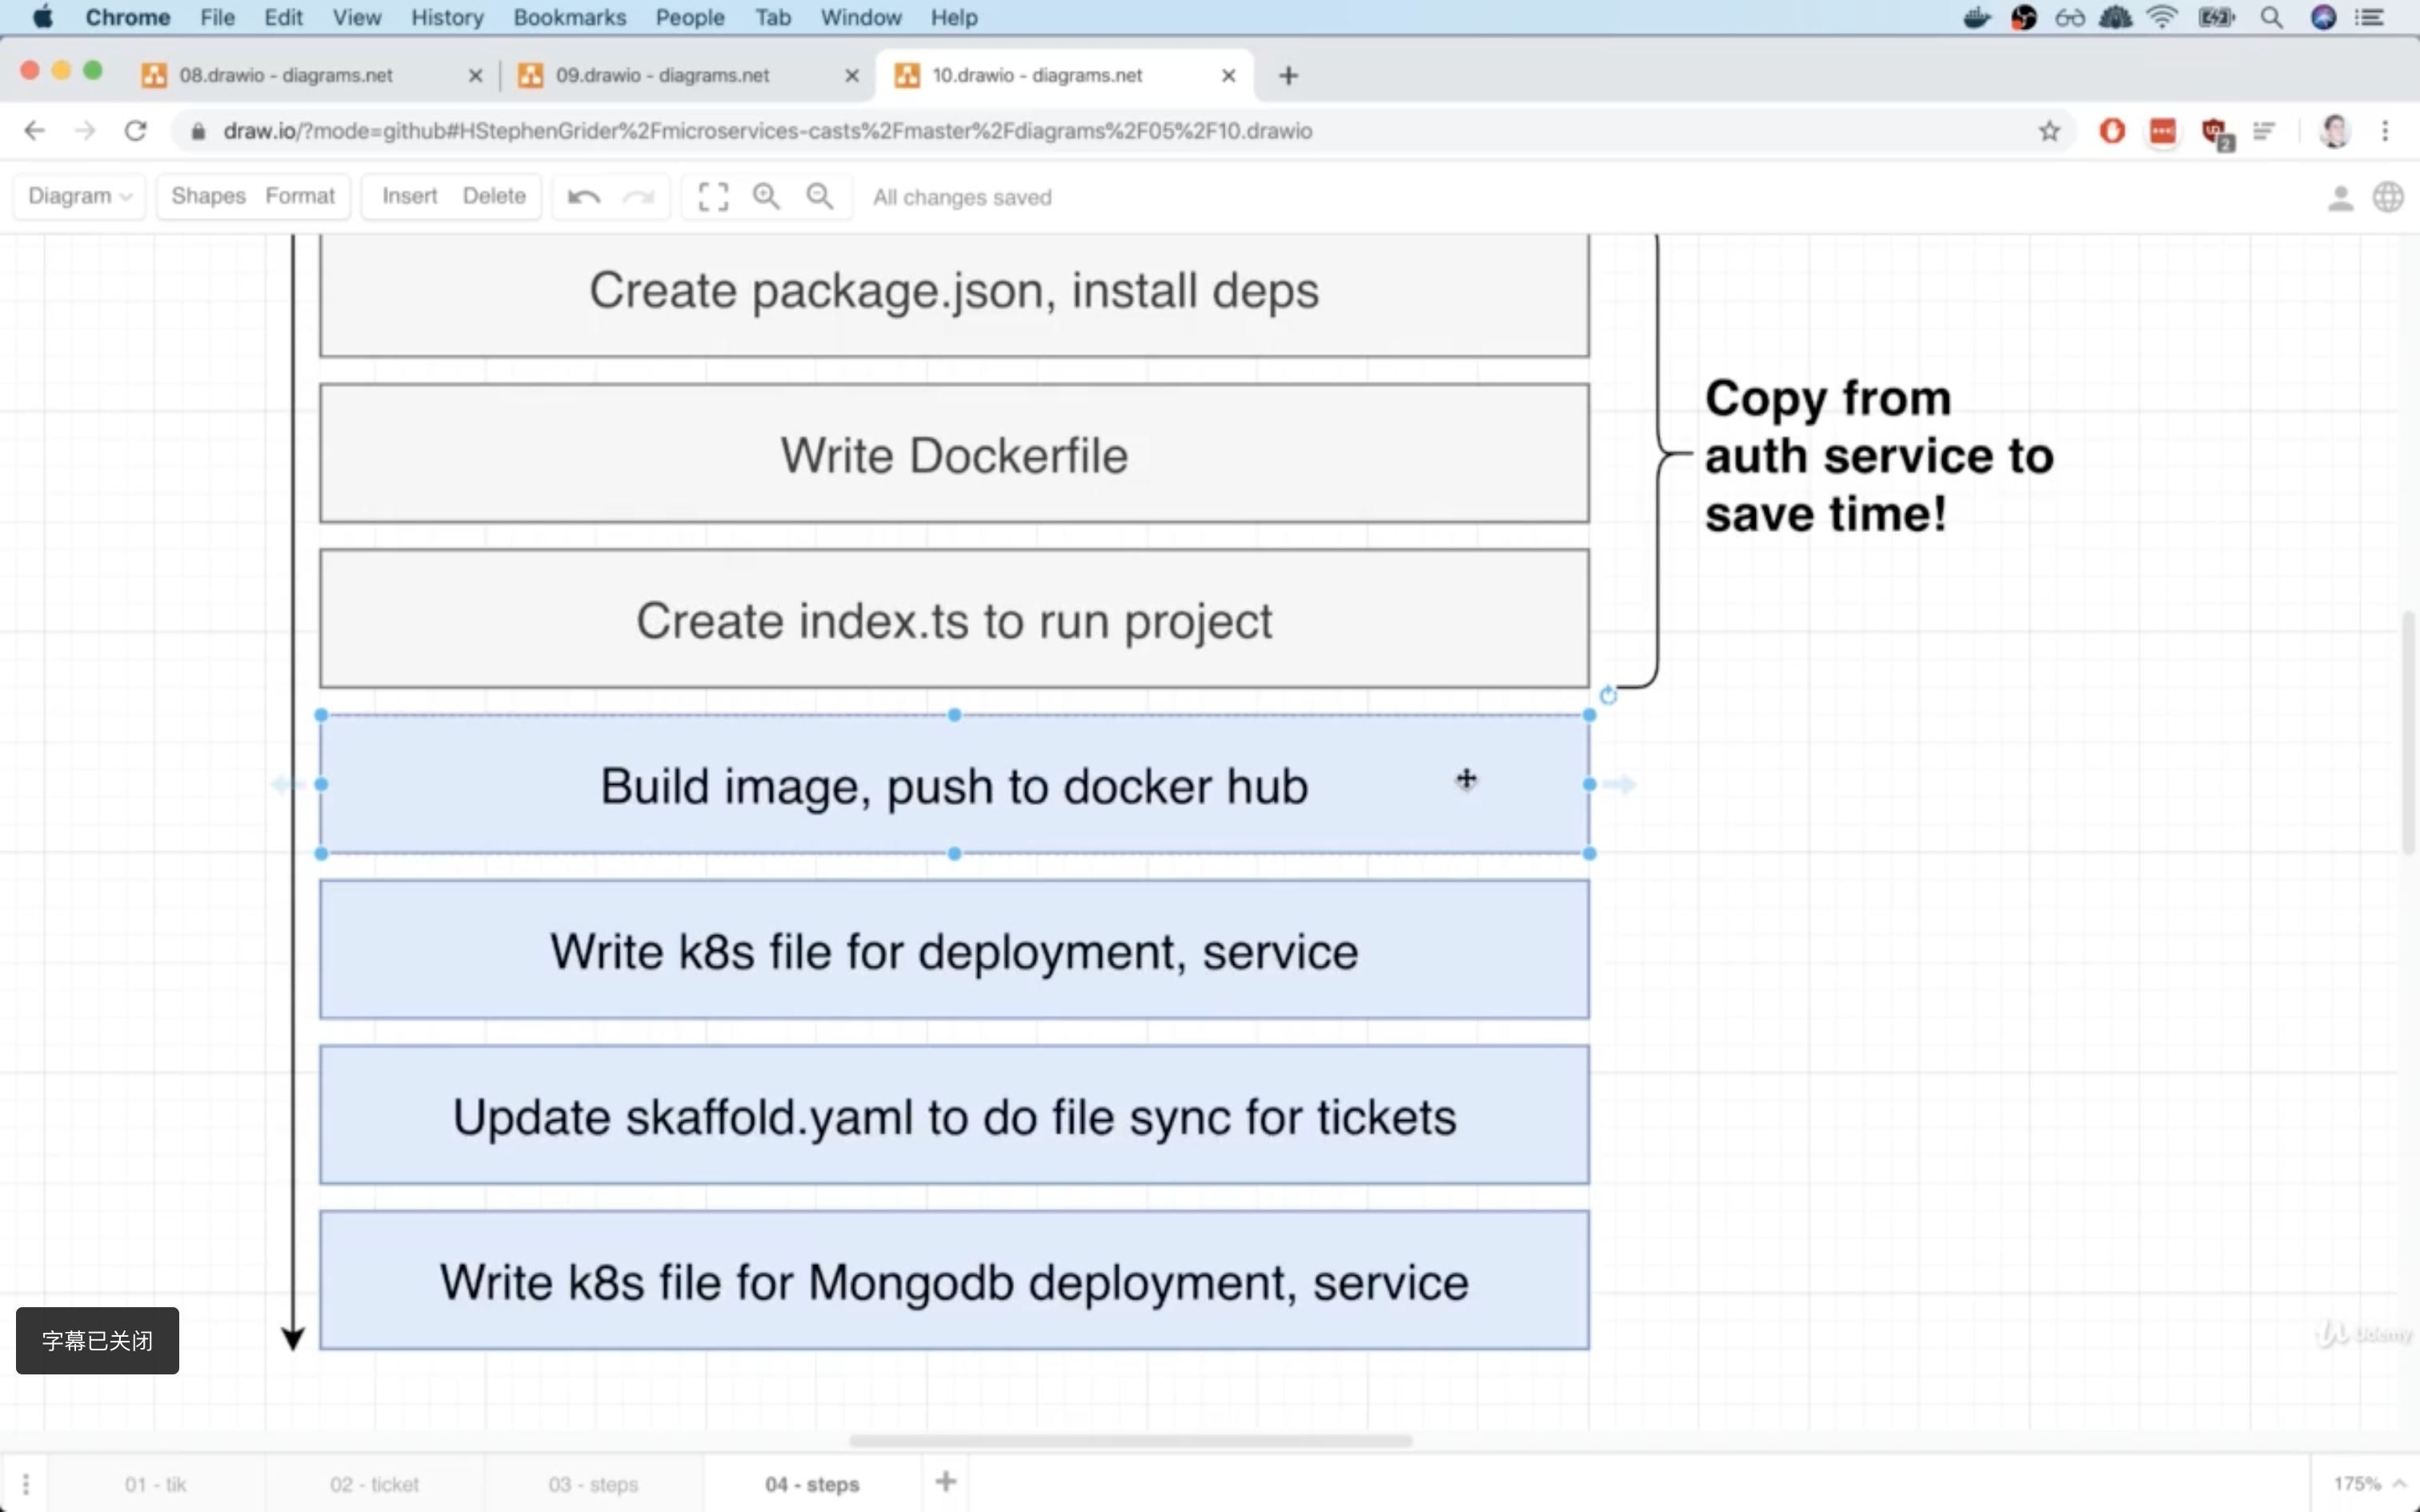 Chrome File Edit View History Bookmarks People Tab Window Help
08.drawio - diagrams.net
09.drawio - diagrams.net
10.drawio - diagrams.net
draw.io/?mode=github#HStephenGrider%2Fmicroservices-casts%2Fmaster%2Fdiagrams%2F05%2F10.drawio
2
Diagram Shapes Format Insert Delete All changes saved
Create package.json, install deps
Write Dockerfile
Create index.ts to run project
Copy from
auth service to
save time!
Build image, push to docker hub
Write k8s file for deployment, service
Update skaffold.yaml to do file sync for tickets
Write k8s file for Mongodb deployment, service
字幕已关闭
Udemy
01 - tik
02 - ticket
03 - steps
04 - steps
175%